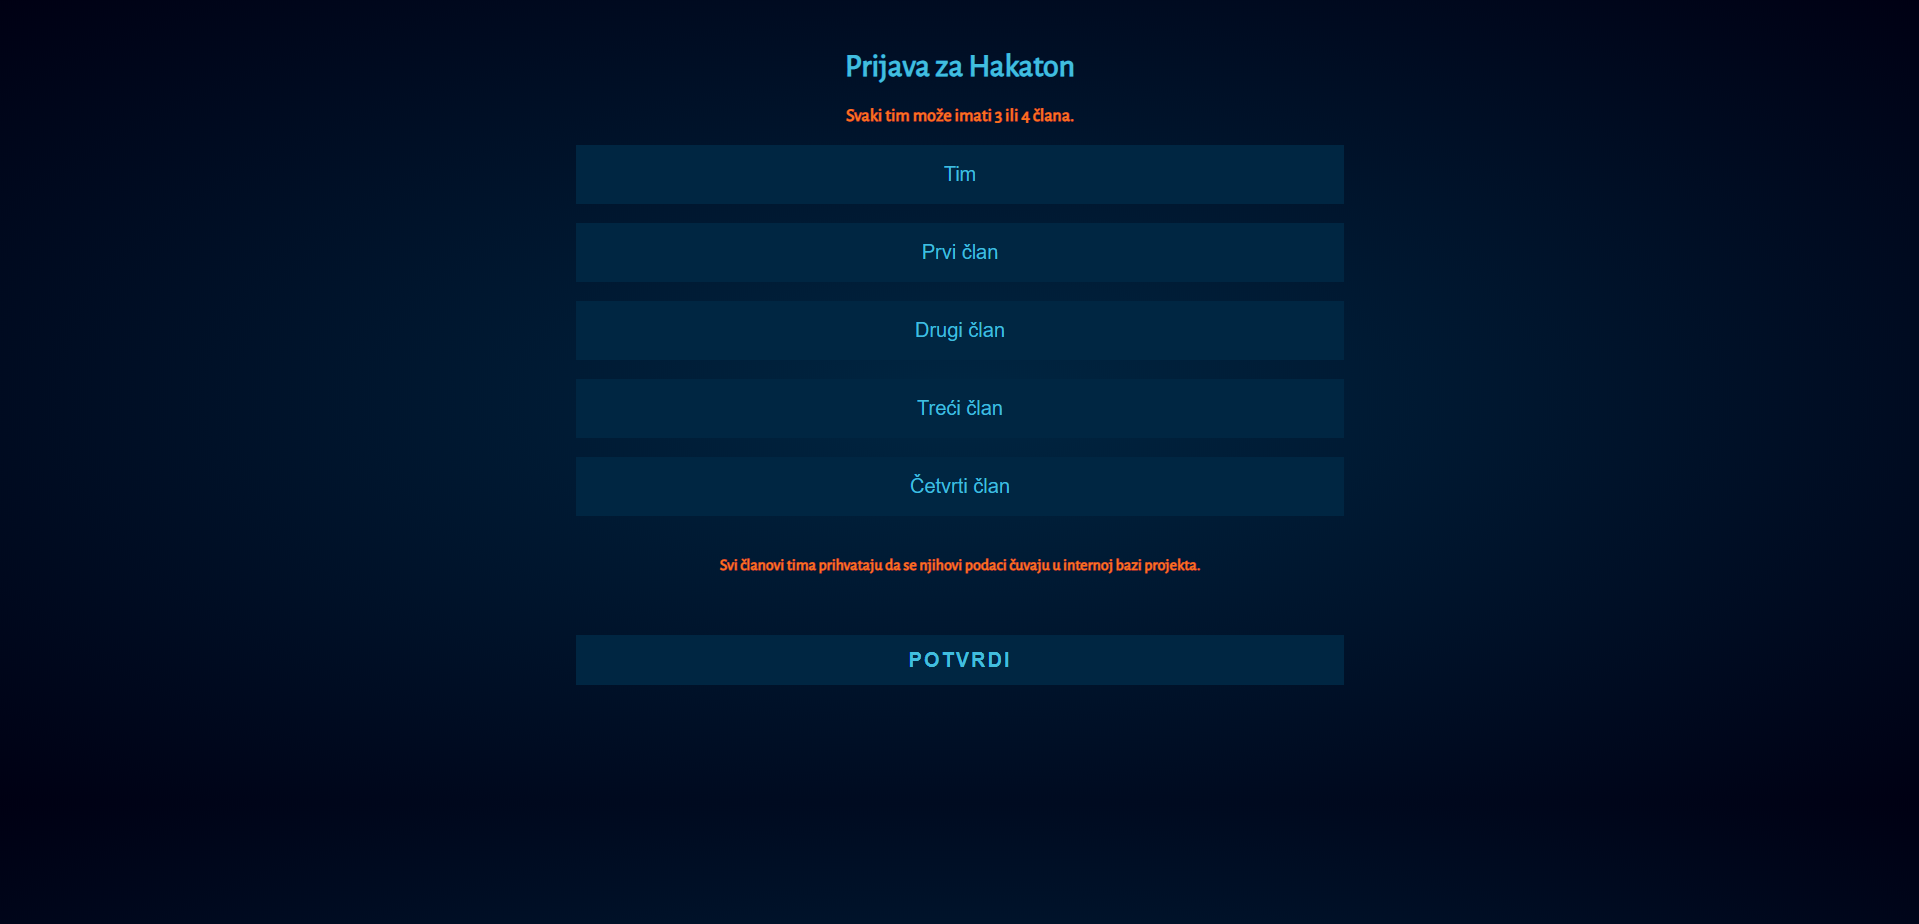 Prijava za Hakaton
Svaki tim može imati 3 ili 4 člana.
Tim
Prvi član
Drugi član
Treći član
Četvrti član
Svi članovi tima prihvataju da se njihovi podaci čuvaju u internoj bazi projekta.
POTVRDI